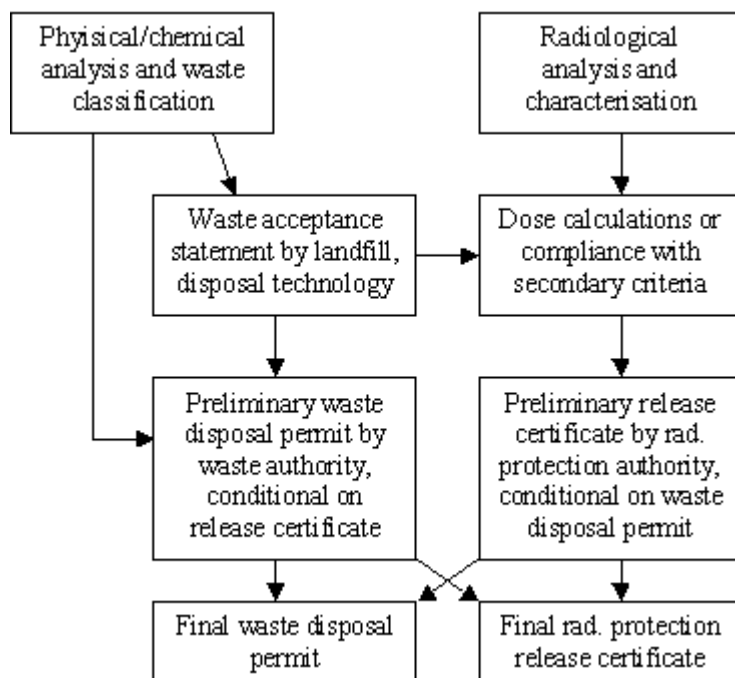 Phyisical/chemical
analysis and waste
classification
Radiological
analysis and
characterisation
Waste acceptance
statement by landfill,
disposal technology
Dose calculations or
compliance with
secondary criteria
Preliminary waste
disposal permit by
waste authority,
conditional on
release certificate
Preliminary release
certificate by rad.
protection authority,
conditional on waste
disposal permit
Final waste disposal
permit
Final rad. protection
release certificate